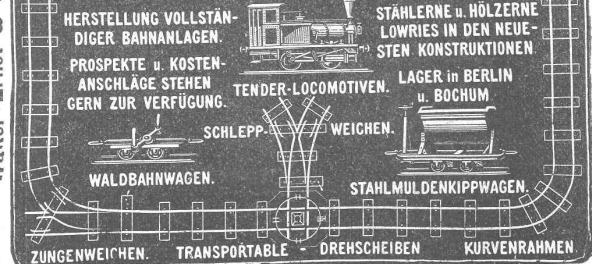 HERSTELLUNG VOLLSTÄN-
DIGER BAHNANLAGEN.
PROSPEKTE u. KOSTEN-
ANSCHLÄGE STEHEN
GERN ZUR VERFÜGUNG.
TENDER-LOCOMOTIVEN.
STÄHLERNE u. HÖLZERNE
LOWRIES IN DEN NEUE-
STEN KONSTRUKTIONEN.
LAGER in BERLIN
u. BOCHUM
SCHLEPP- WEICHEN.
WALDBAHNWAGEN.
STAHLMULDENKIPPWAGEN.
ZUNGENWEICHEN. TRANSPORTABLE - DREHSCHEIBEN KURVENRAHMEN.